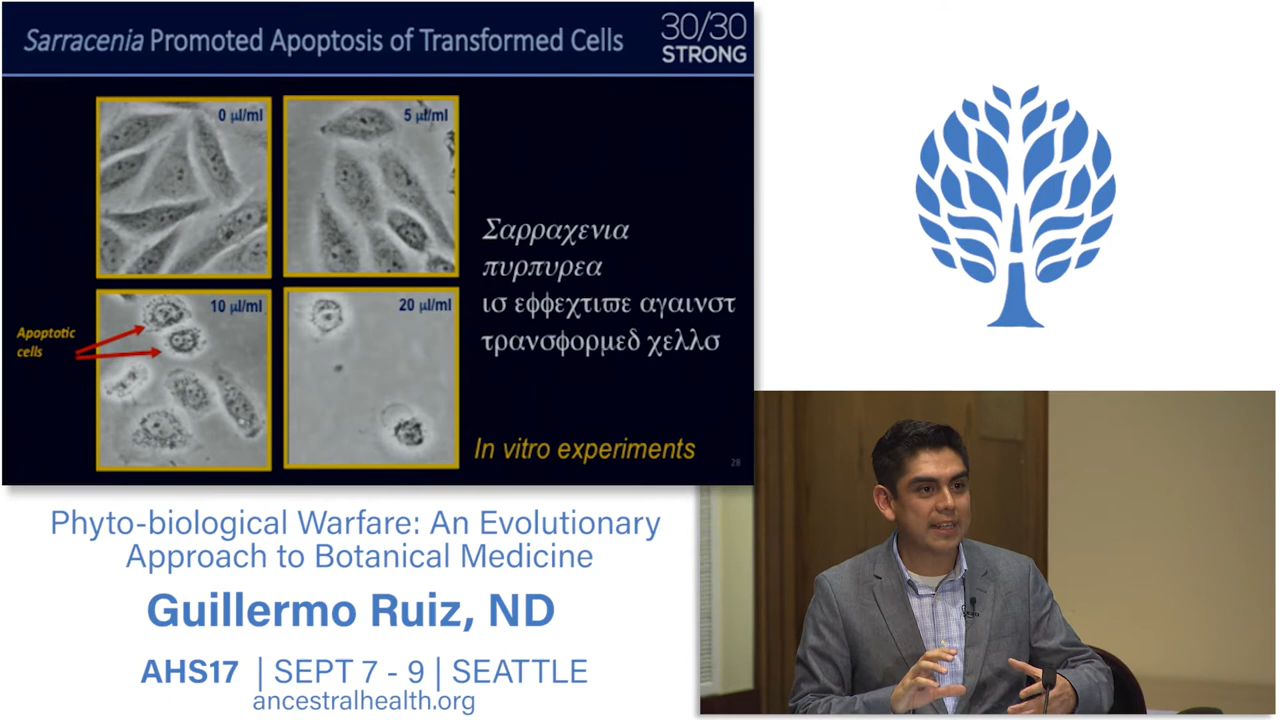 Sarracenia Promoted Apoptosis of Transformed Cells
30/30
STRONG
0 µl/ml
5 µl/ml
10 µl/ml
20 µl/ml
Apoptotic
cells
Σαρραχενια
πυρπυρεα
ισ εφφεχτιϖε αγαινστ
τρανσφορμεδ χελλσ
In vitro experiments
28
Phyto-biological Warfare: An Evolutionary
Approach to Botanical Medicine
Guillermo Ruiz, ND
AHS17 | SEPT 7 - 9 | SEATTLE
ancestralhealth.org